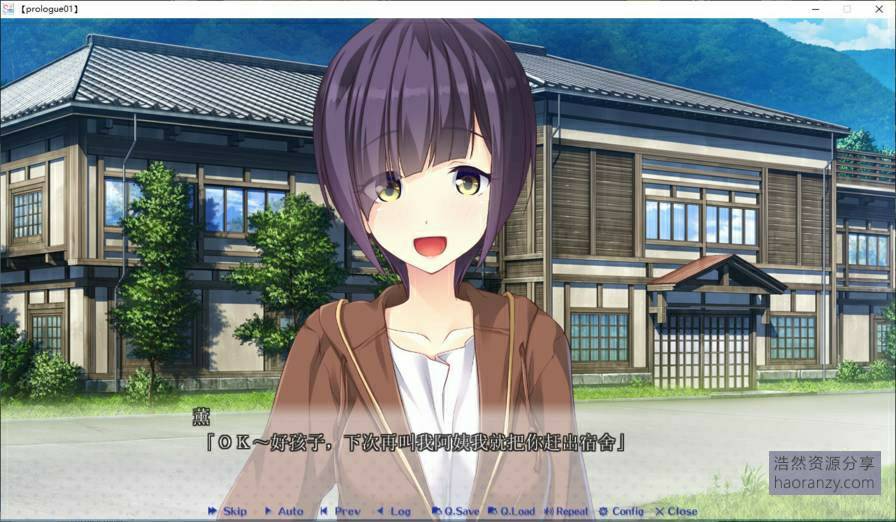 【prologue01】
薫
「ＯＫ～好孩子，下次再叫我阿姨我就把你赶出宿舍」
浩然资源分享
haoranzy.com
Skip Auto Prev Log Q.Save Q.Load Repeat Config Close